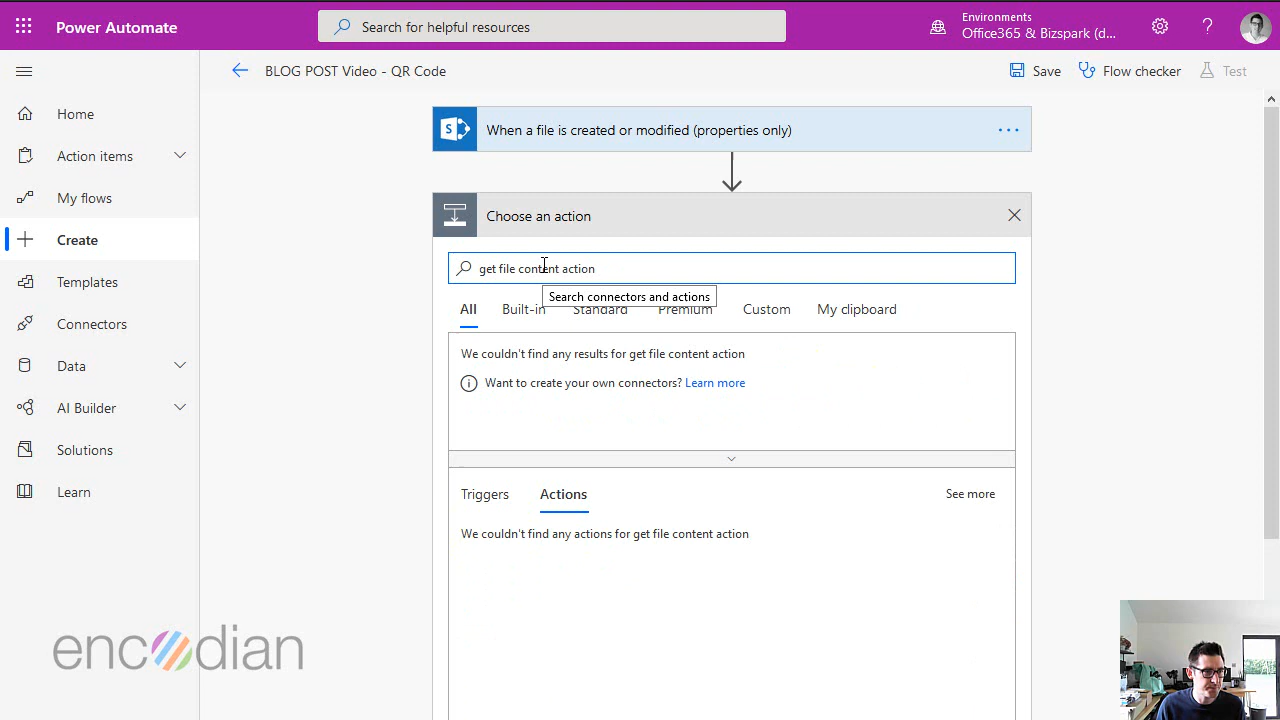 Power Automate
Search for helpful resources
Environments
Office365 & Bizspark (d...
BLOG POST Video - QR Code
Save
Flow checker
Test
Home
Action items
My flows
Create
Templates
Connectors
Data
AI Builder
Solutions
Learn
When a file is created or modified (properties only)
Choose an action
get file content action
Search connectors and actions
All
Built-in
Standard
Premium
Custom
My clipboard
We couldn't find any results for get file content action
Want to create your own connectors? Learn more
Triggers
Actions
See more
We couldn't find any actions for get file content action
encodian